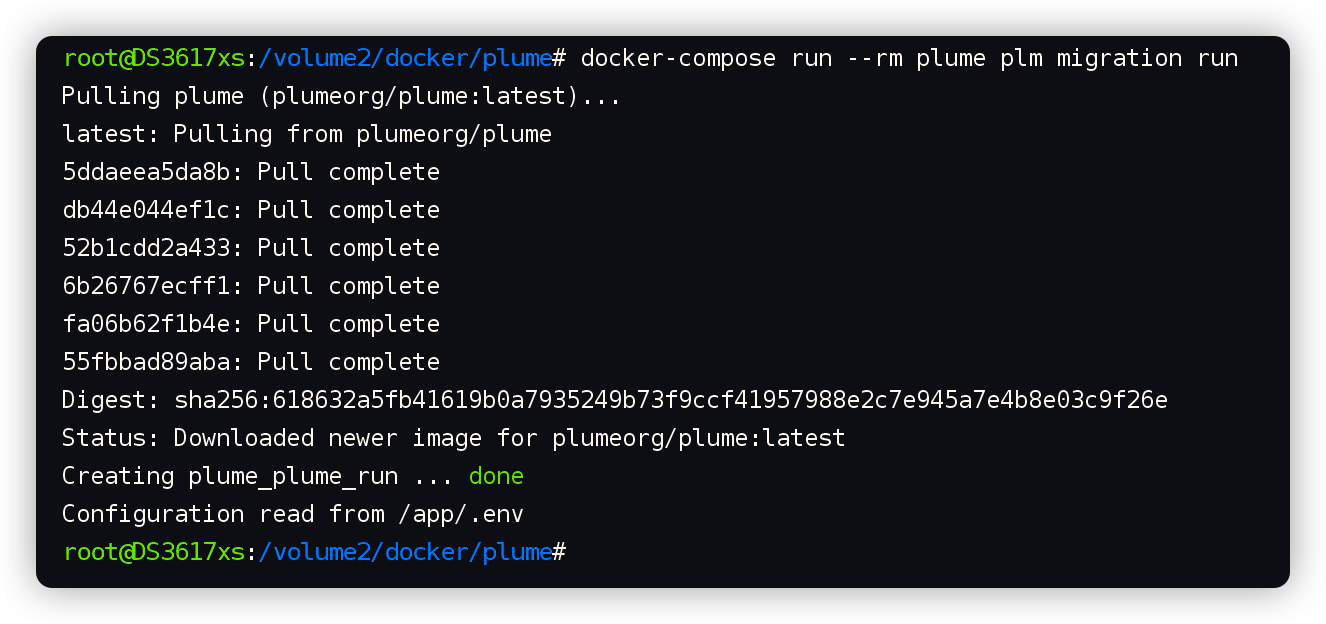 root@DS3617xs:/volume2/docker/plume# docker-compose run --rm plume plm migration run
Pulling plume (plumeorg/plume:latest)...
latest: Pulling from plumeorg/plume
5ddaeea5da8b: Pull complete
db44e044ef1c: Pull complete
52b1cdd2a433: Pull complete
6b26767ecff1: Pull complete
fa06b62f1b4e: Pull complete
55fbbad89aba: Pull complete
Digest: sha256:618632a5fb41619b0a7935249b73f9ccf41957988e2c7e945a7e4b8e03c9f26e
Status: Downloaded newer image for plumeorg/plume:latest
Creating plume_plume_run ... done
Configuration read from /app/.env
root@DS3617xs:/volume2/docker/plume#